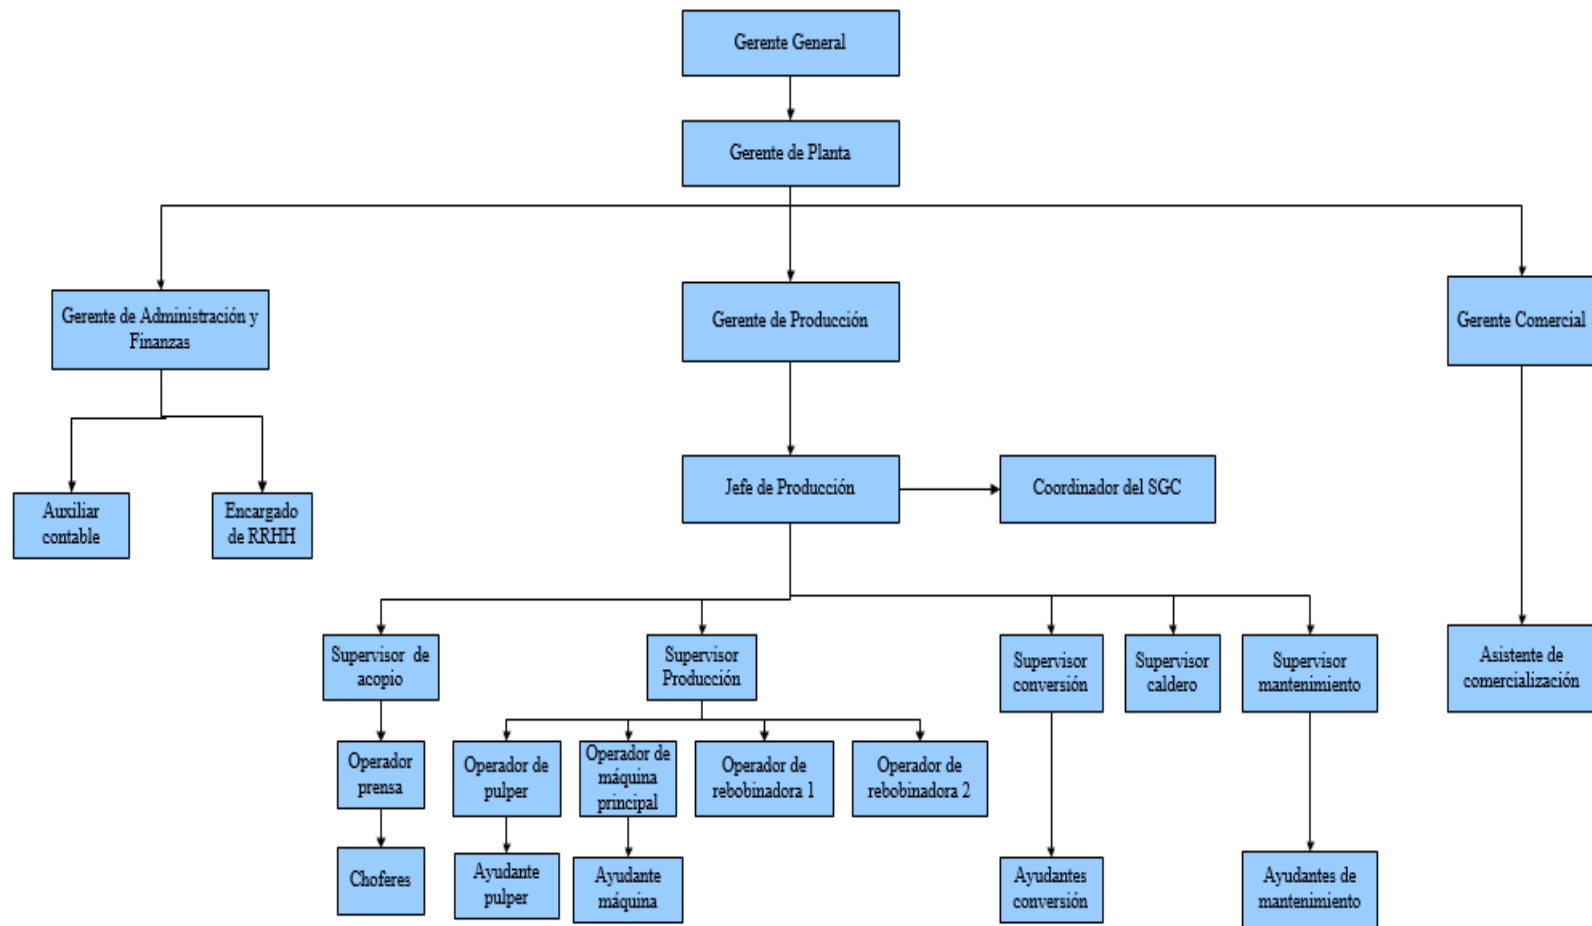 Gerente General
Gerente de Planta
Gerente de Administración y
Finanzas
Gerente de Producción
Gerente Comercial
Jefe de Producción
Coordinador del SGC
Auxiliar
contable
Encargado
de RRHH
Supervisor de
acopio
Supervisor
Producción
Supervisor
conversión
Supervisor
caldero
Supervisor
mantenimiento
Asistente de
comercialización
Operador
prensa
Operador de
pulper
Operador de
máquina
principal
Operador de
rebobinadora 1
Operador de
rebobinadora 2
Choferes
Ayudante
pulper
Ayudante
máquina
Ayudantes
conversión
Ayudantes de
mantenimiento